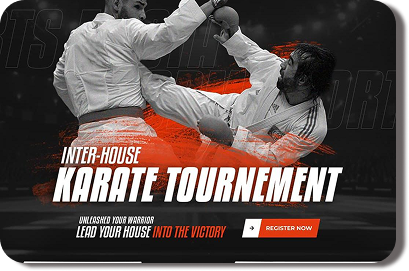 INTER-HOUSE
KARATE TOURNEMENT
UNLEASHED YOUR WARRIOR
LEAD YOUR HOUSE INTO THE VICTORY
REGISTER NOW